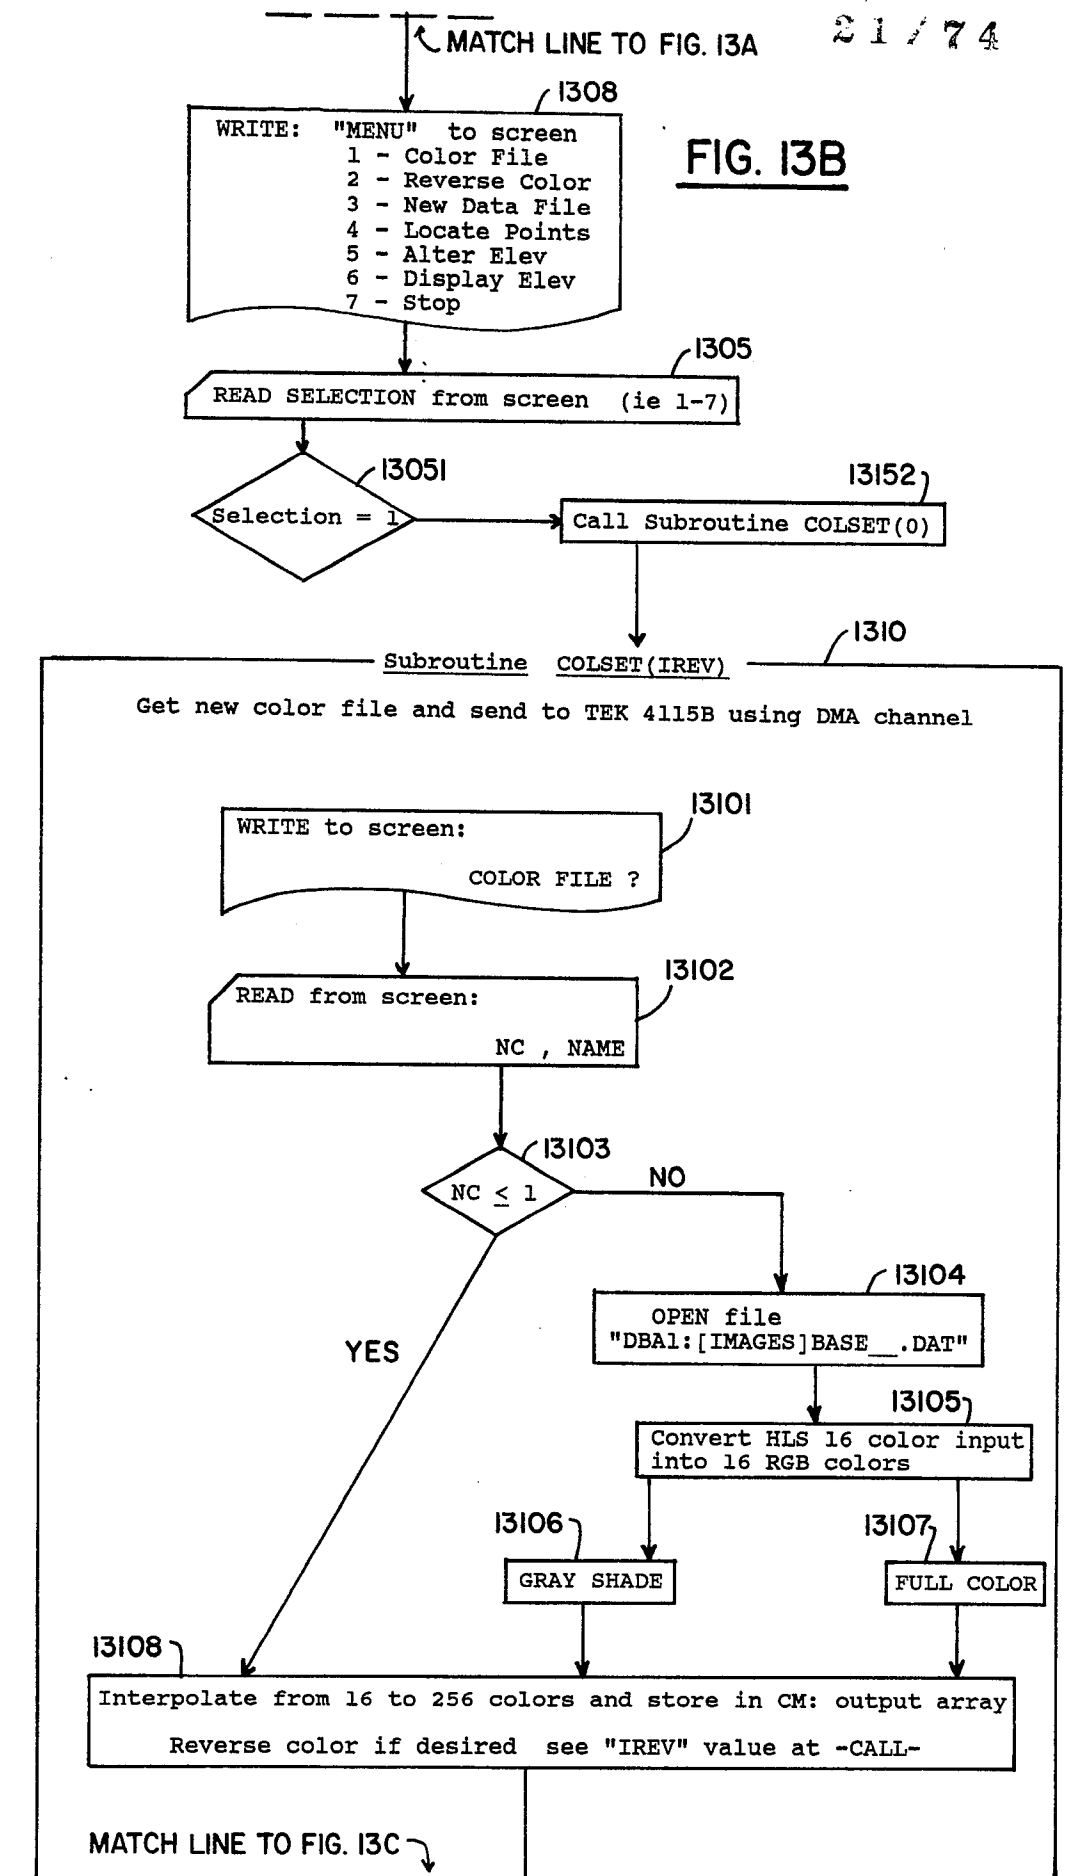 21/74
MATCH LINE TO FIG. 13A
1308
FIG. 13B
WRITE: "MENU" to screen
1 - Color File
2 - Reverse Color
3 - New Data File
4 - Locate Points
5 - Alter Elev
6 - Display Elev
7 - Stop
1305
READ SELECTION from screen (ie 1-7)
13051
Selection = 1
13152
Call Subroutine COLSET(0)
1310
Subroutine COLSET(IREV)
Get new color file and send to TEK 4115B using DMA channel
13101
WRITE to screen:
COLOR FILE ?
13102
READ from screen:
NC , NAME
13103
NC ≤ 1
NO
YES
13104
OPEN file
"DBA1:[IMAGES]BASE__.DAT"
13105
Convert HLS 16 color input
into 16 RGB colors
13106
GRAY SHADE
13107
FULL COLOR
13108
Interpolate from 16 to 256 colors and store in CM: output array
Reverse color if desired see "IREV" value at -CALL-
MATCH LINE TO FIG. 13C